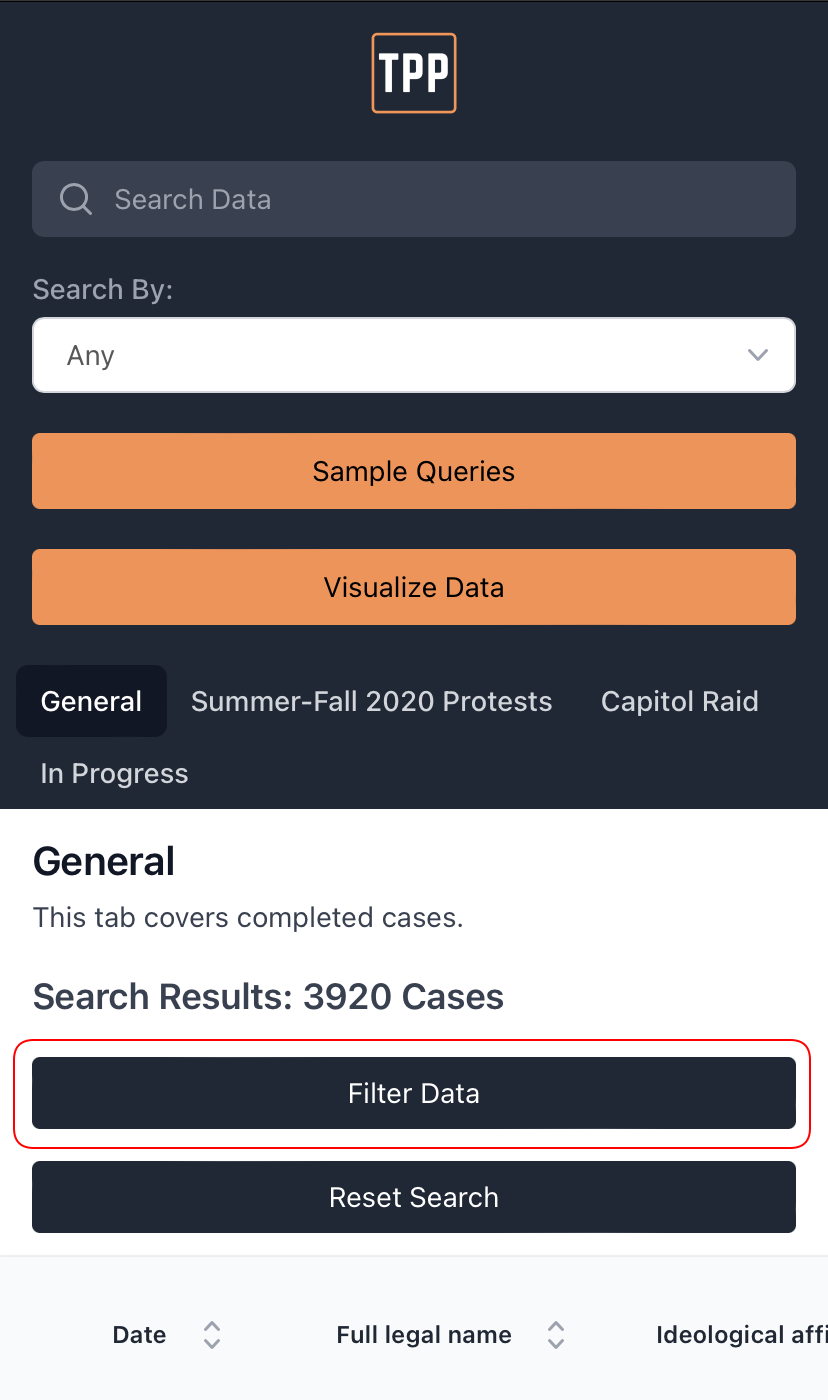 TPP
Search Data
Search By:
Any
Sample Queries
Visualize Data
General Summer-Fall 2020 Protests Capitol Raid
In Progress
General
This tab covers completed cases.
Search Results: 3920 Cases
Filter Data
Reset Search
Date Full legal name Ideological affi